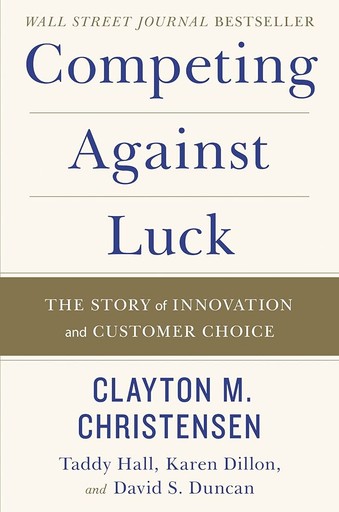 WALL STREET JOURNAL BESTSELLER
Competing
Against
Luck
THE STORY of INNOVATION
and CUSTOMER CHOICE
CLAYTON M.
CHRISTENSEN
Taddy Hall, Karen Dillon,
and David S. Duncan